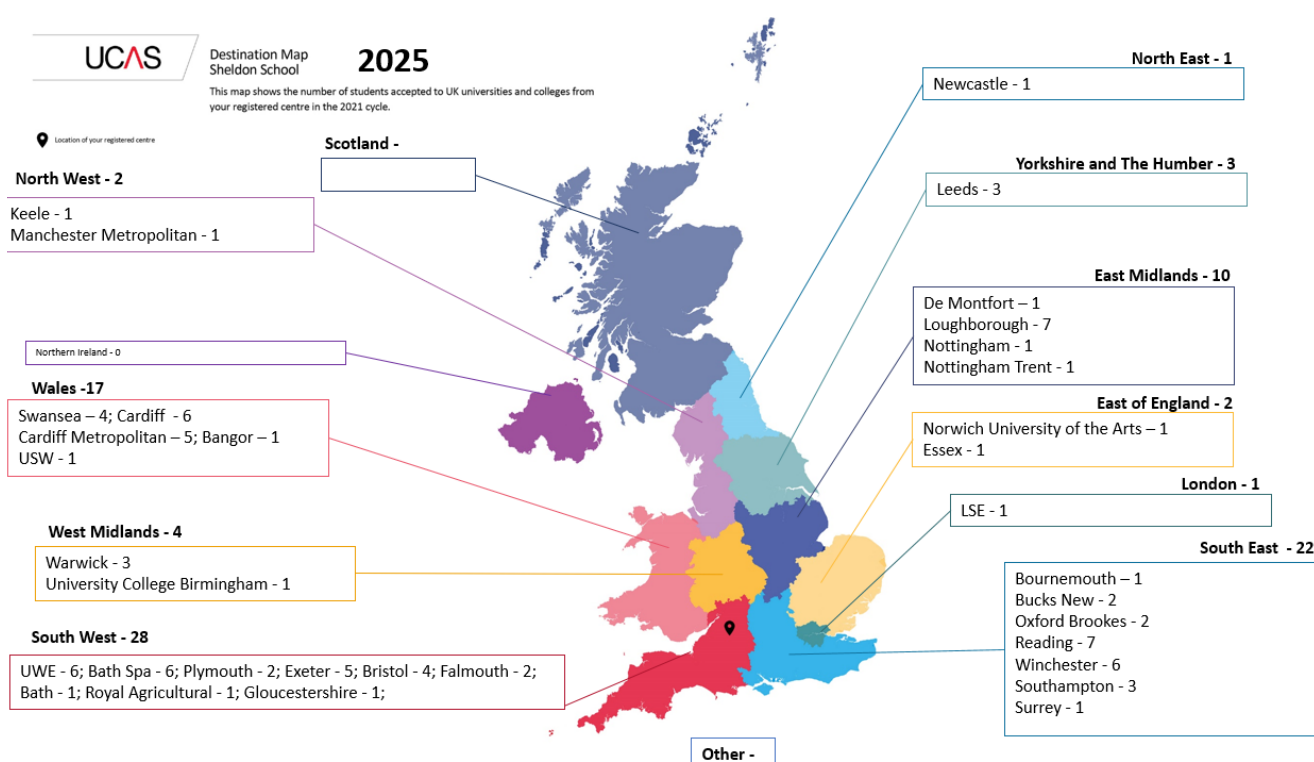 UCAS
Destination Map
Sheldon School
2025
This map shows the number of students accepted to UK universities and colleges from
your registered centre in the 2021 cycle.
Location of your registered centre
North East - 1
Newcastle - 1
Scotland -
Yorkshire and The Humber - 3
Leeds - 3
North West - 2
Keele - 1
Manchester Metropolitan - 1
East Midlands - 10
De Montfort – 1
Loughborough - 7
Nottingham - 1
Nottingham Trent - 1
Northern Ireland - 0
Wales -17
Swansea – 4; Cardiff - 6
Cardiff Metropolitan – 5; Bangor – 1
USW – 1
East of England - 2
Norwich University of the Arts – 1
Essex - 1
London - 1
LSE - 1
West Midlands - 4
Warwick - 3
University College Birmingham - 1
South East - 22
Bournemouth – 1
Bucks New - 2
Oxford Brookes - 2
Reading - 7
Winchester - 6
Southampton - 3
Surrey - 1
South West - 28
UWE - 6; Bath Spa - 6; Plymouth - 2; Exeter - 5; Bristol - 4; Falmouth - 2;
Bath - 1; Royal Agricultural - 1; Gloucestershire - 1;
Other -